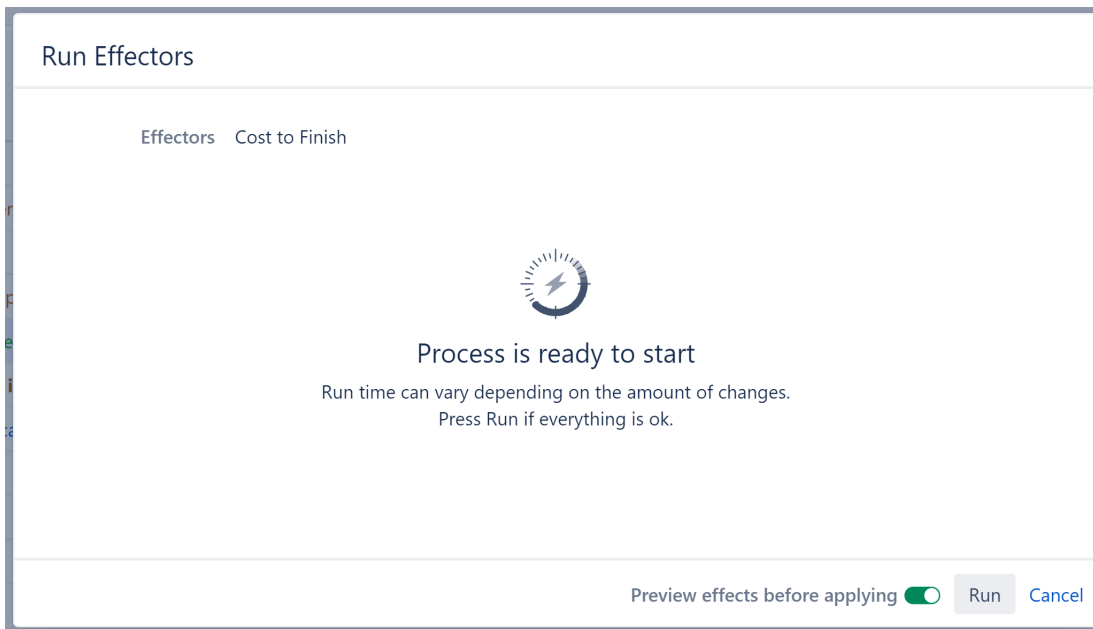 Run Effectors
Effectors Cost to Finish
Process is ready to start
Run time can vary depending on the amount of changes.
Press Run if everything is ok.
Preview effects before applying Run Cancel